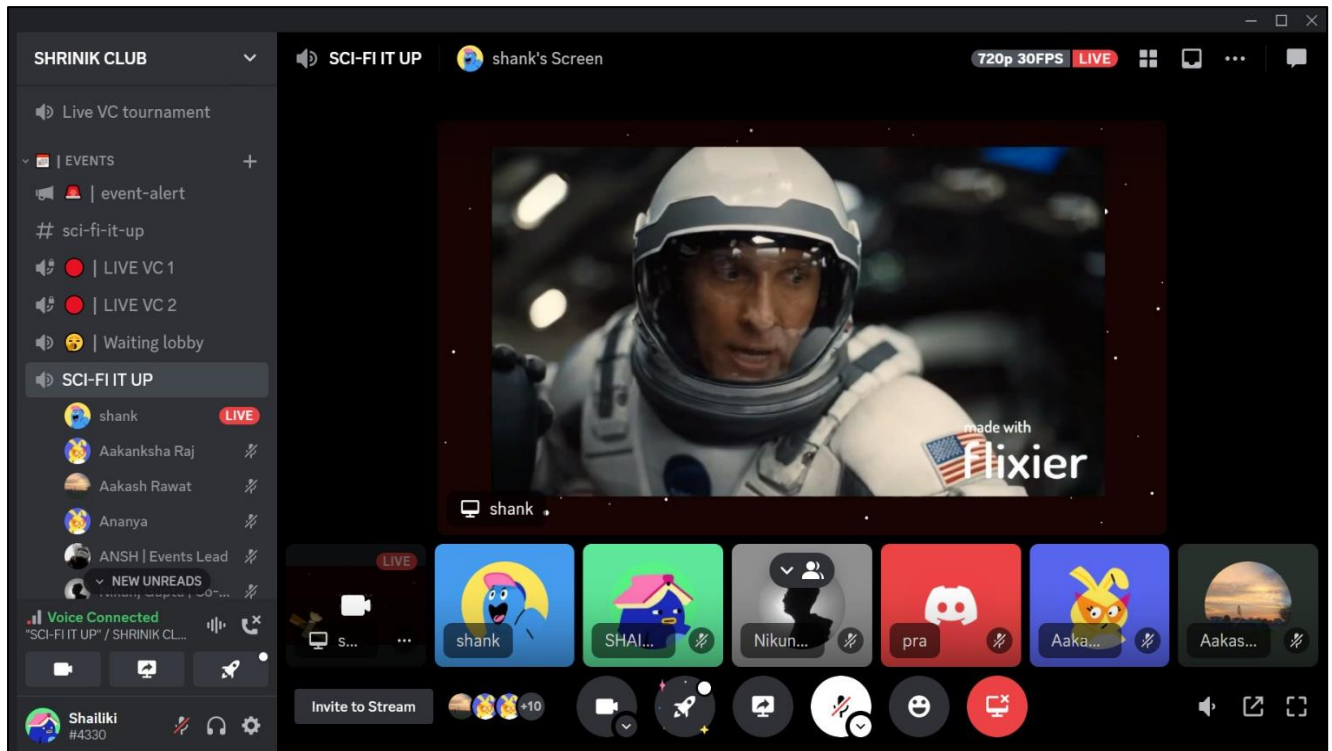 SHRINIK CLUB
Live VC tournament
| EVENTS
| event-alert
sci-fi-it-up
| LIVE VC 1
| LIVE VC 2
| Waiting lobby
SCI-FI IT UP
shank LIVE
Aakanksha Raj
Aakash Rawat
Ananya
ANSH | Events Lead
NEW UNREADS
Voice Connected
"SCI-FI IT UP" / SHRINIK CL...
Shailiki
#4330
SCI-FI IT UP shank's Screen 720p 30FPS LIVE
made with
flixier
shank
LIVE
s... shank SHAI... Nikun... pra Aaka... Aakas...
Invite to Stream +10